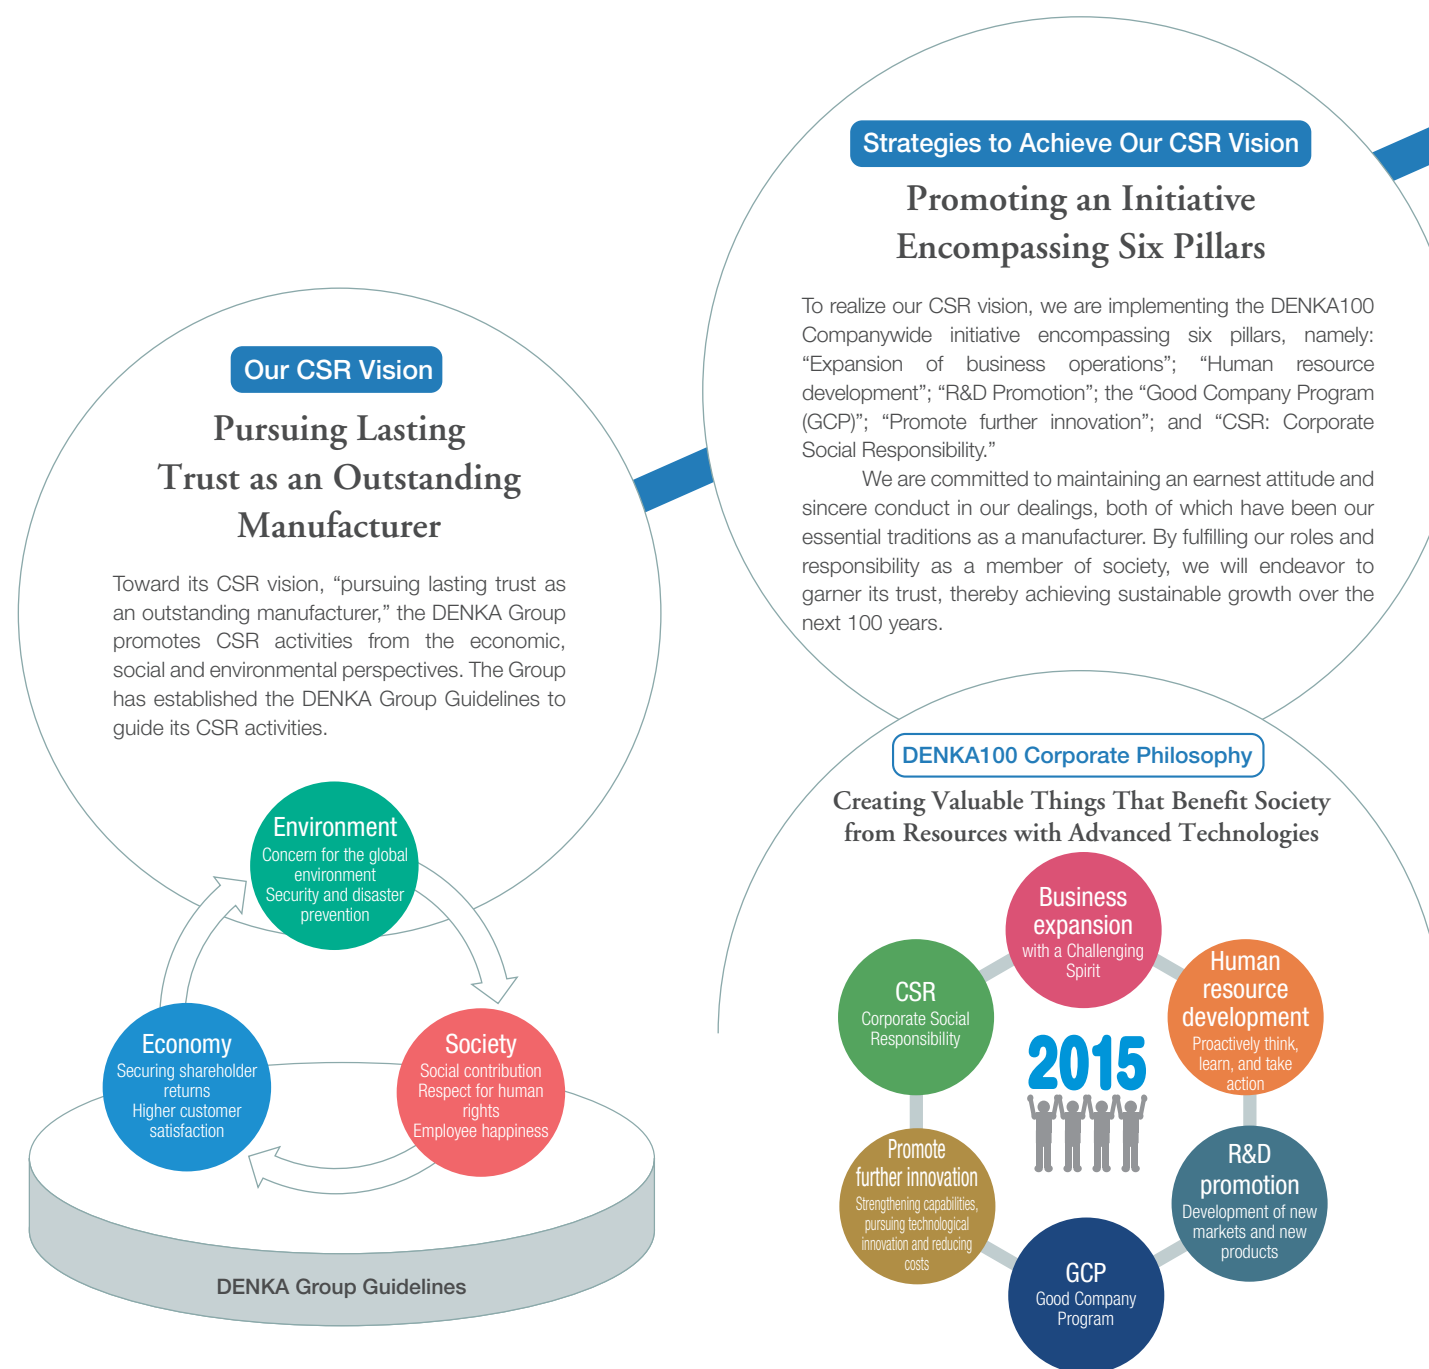 Our CSR Vision
Pursuing Lasting
Trust as an Outstanding
Manufacturer
Toward its CSR vision, “pursuing lasting trust as
an outstanding manufacturer,” the DENKA Group
promotes CSR activities from the economic,
social and environmental perspectives. The Group
has established the DENKA Group Guidelines to
guide its CSR activities.
Environment
Concern for the global
environment
Security and disaster
prevention
Economy
Securing shareholder
returns
Higher customer
satisfaction
Society
Social contribution
Respect for human
rights
Employee happiness
DENKA Group Guidelines
Strategies to Achieve Our CSR Vision
Promoting an Initiative
Encompassing Six Pillars
To realize our CSR vision, we are implementing the DENKA100
Companywide initiative encompassing six pillars, namely:
“Expansion of business operations”; “Human resource
development”; “R&D Promotion”; the “Good Company Program
(GCP)”; “Promote further innovation”; and “CSR: Corporate
Social Responsibility.”
We are committed to maintaining an earnest attitude and
sincere conduct in our dealings, both of which have been our
essential traditions as a manufacturer. By fulfilling our roles and
responsibility as a member of society, we will endeavor to
garner its trust, thereby achieving sustainable growth over the
next 100 years.
DENKA100 Corporate Philosophy
Creating Valuable Things That Benefit Society
from Resources with Advanced Technologies
Business
expansion
with a Challenging
Spirit
Human
resource
development
Proactively think,
learn, and take
action
R&D
promotion
Development of new
markets and new
products
GCP
Good Company
Program
Promote
further innovation
Strengthening capabilities,
pursuing technological
innovation and reducing
costs
CSR
Corporate Social
Responsibility
2015